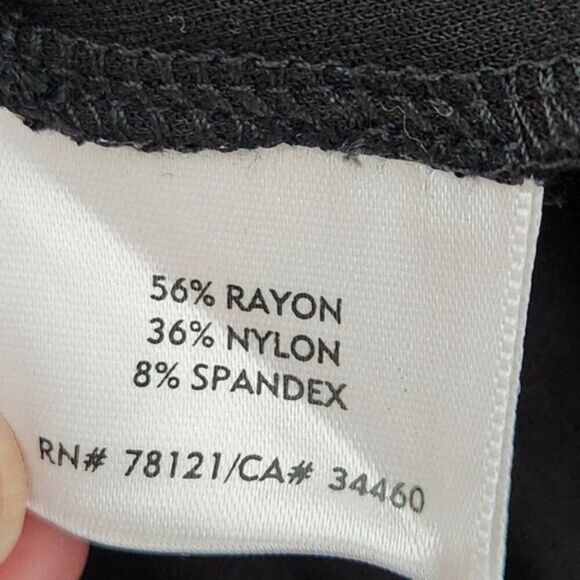 56% RAYON
36% NYLON
8% SPANDEX
RN# 78121/CA# 34460